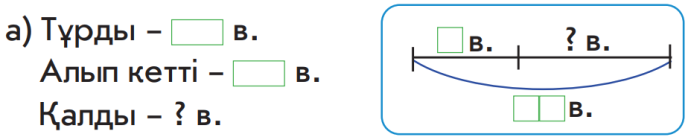 а) Тұрды – в.
Алып кетті – в.
Қалды – ? в.
в. ? в.
в.